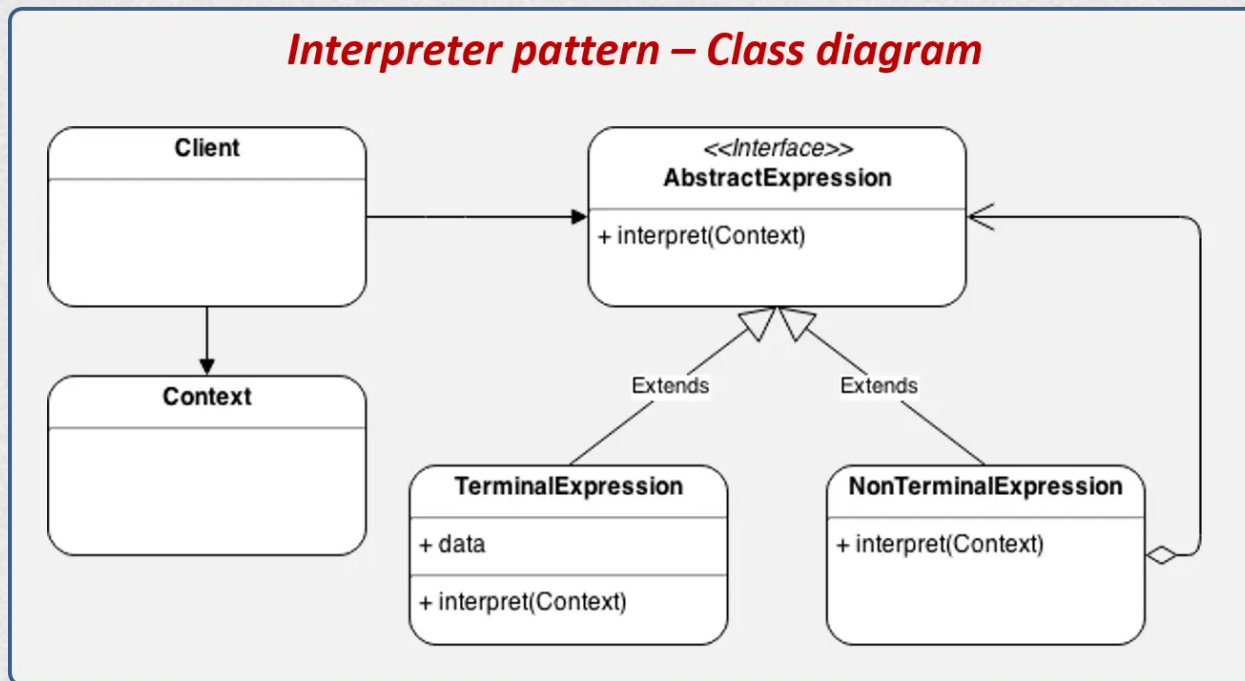 Interpreter pattern – Class diagram
Client
<<Interface>>
AbstractExpression
+ interpret(Context)
Context
Extends
Extends
TerminalExpression
+ data
+ interpret(Context)
NonTerminalExpression
+ interpret(Context)